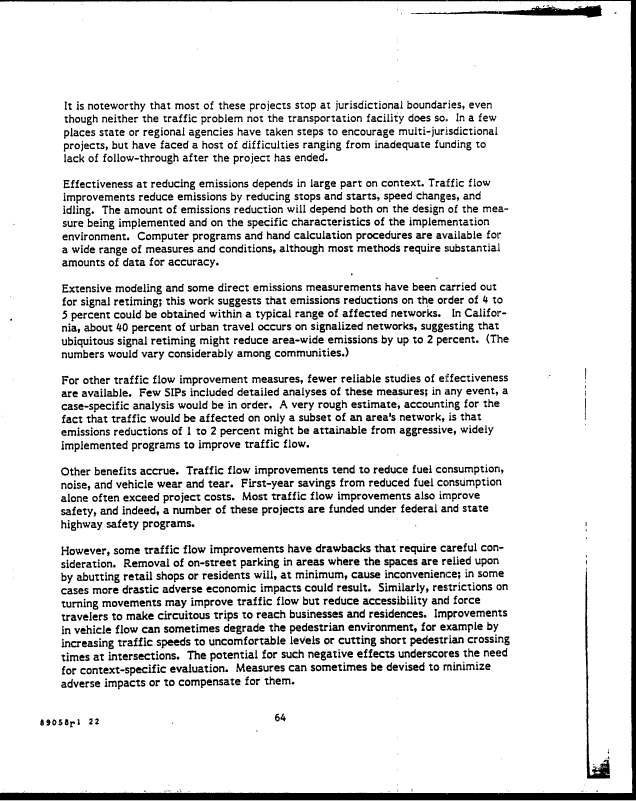 It is noteworthy that most of these projects stop at jurisdictional boundaries, even
though neither the traffic problem not the transportation facility does so. In a few
places state or regional agencies have taken steps to encourage multi-jurisdictional
projects, but have faced a host of difficulties ranging from inadequate funding to
lack of follow-through after the project has ended.
Effectiveness at reducing emissions depends in large part on context. Traffic flow
improvements reduce emissions by reducing stops and starts, speed changes, and
idling. The amount of emissions reduction will depend both on the design of the mea-
sure being implemented and on the specific characteristics of the implementation
environment. Computer programs and hand calculation procedures are available for
a wide range of measures and conditions, although most methods require substantial
amounts of data for accuracy.
Extensive modeling and some direct emissions measurements have been carried out
for signal retiming; this work suggests that emissions reductions on the order of 4 to
5 percent could be obtained within a typical range of affected networks. In Califor-
nia, about 40 percent of urban travel occurs on signalized networks, suggesting that
ubiquitous signal retiming might reduce area-wide emissions by up to 2 percent. (The
numbers would vary considerably among communities.)
For other traffic flow improvement measures, fewer reliable studies of effectiveness
are available. Few SIPs included detailed analyses of these measures; in any event, a
case-specific analysis would be in order. A very rough estimate, accounting for the
fact that traffic would be affected on only a subset of an area's network, is that
emissions reductions of 1 to 2 percent might be attainable from aggressive, widely
implemented programs to improve traffic flow.
Other benefits accrue. Traffic flow improvements tend to reduce fuel consumption,
noise, and vehicle wear and tear. First-year savings from reduced fuel consumption
alone often exceed project costs. Most traffic flow improvements also improve
safety, and indeed, a number of these projects are funded under federal and state
highway safety programs.
However, some traffic flow improvements have drawbacks that require careful con-
sideration. Removal of on-street parking in areas where the spaces are relied upon
by abutting retail shops or residents will, at minimum, cause inconvenience; in some
cases more drastic adverse economic impacts could result. Similarly, restrictions on
turning movements may improve traffic flow but reduce accessibility and force
travelers to make circuitous trips to reach businesses and residences. Improvements
in vehicle flow can sometimes degrade the pedestrian environment, for example by
increasing traffic speeds to uncomfortable levels or cutting short pedestrian crossing
times at intersections. The potential for such negative effects underscores the need
for context-specific evaluation. Measures can sometimes be devised to minimize
adverse impacts or to compensate for them.
89058r1 22
64